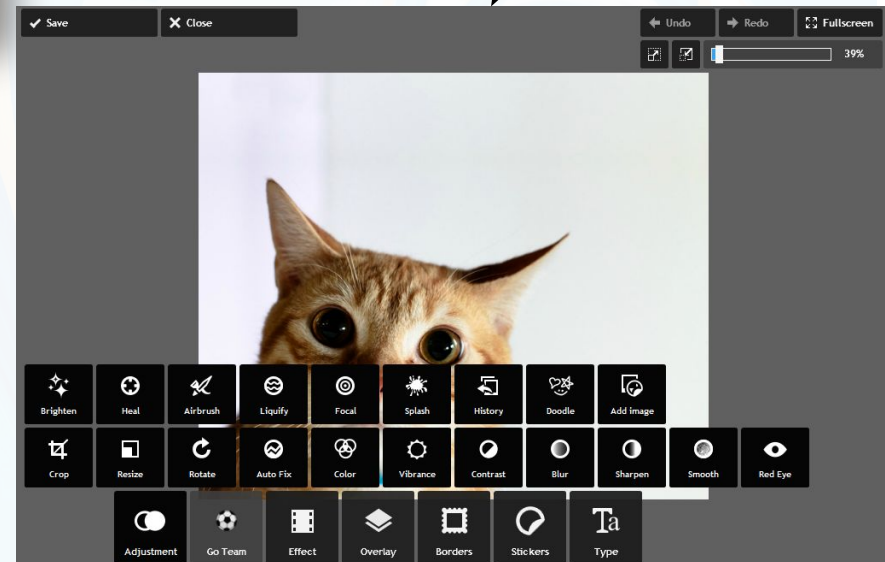 Save Close Undo Redo Fullscreen
39%
Brighten Heal Airbrush Liquify Focal Splash History Doodle Add image
Crop Resize Rotate Auto Fix Color Vibrance Contrast Blur Sharpen Smooth Red Eye
Ta
Adjustment Go Team Effect Overlay Borders Stickers Type